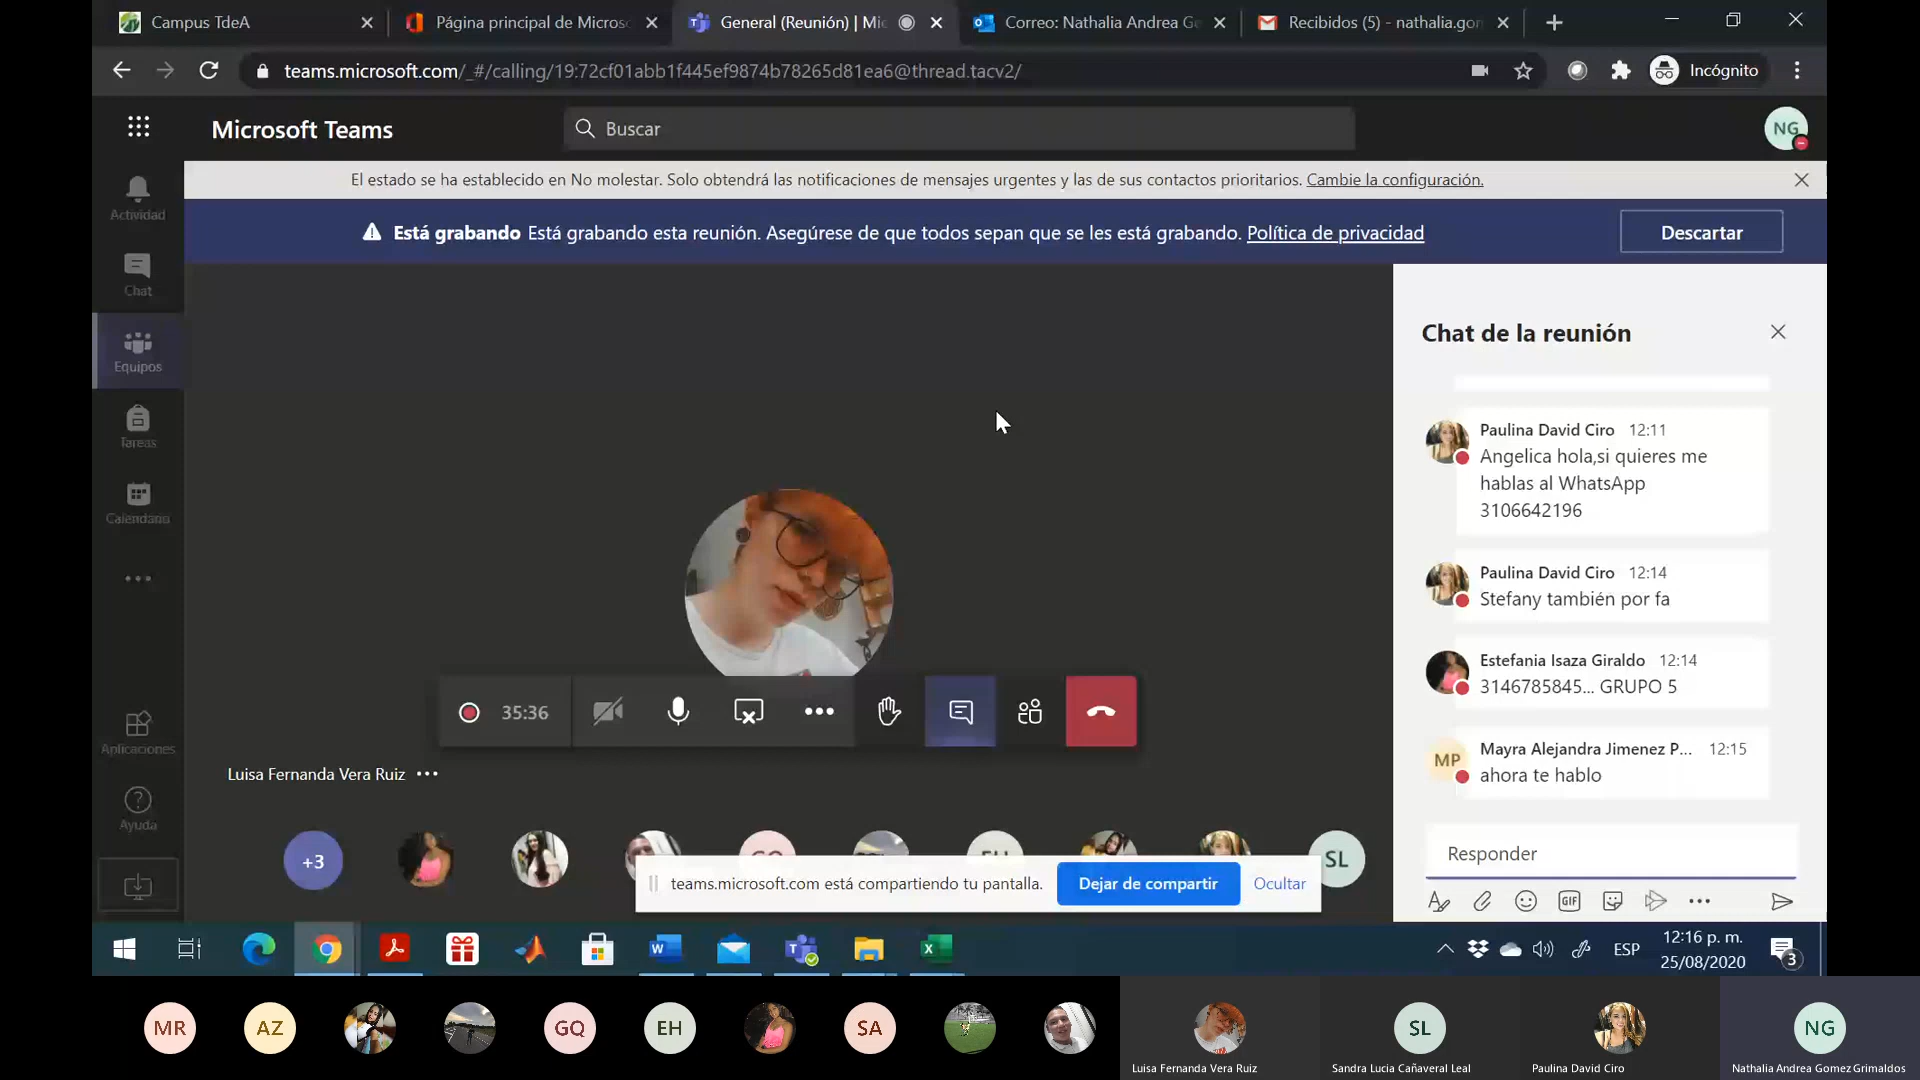 Campus TdeA
Página principal de Micros
General (Reunión) | Mi
Correo: Nathalia Andrea Ge
Recibidos (5) - nathalia.gon
teams.microsoft.com/_#/calling/19:72cf01abb1f445ef9874b78265d81ea6@thread.tacv2/
Incógnito
Microsoft Teams
Buscar
NG
El estado se ha establecido en No molestar. Solo obtendrá las notificaciones de mensajes urgentes y las de sus contactos prioritarios. Cambie la configuración.
Está grabando Está grabando esta reunión. Asegúrese de que todos sepan que se les está grabando. Política de privacidad
Descartar
Actividad
Chat
Equipos
Tareas
Calendario
Aplicaciones
Ayuda
Chat de la reunión
Paulina David Ciro 12:11
Angelica hola,si quieres me
hablas al WhatsApp
3106642196
Paulina David Ciro 12:14
Stefany también por fa
Estefania Isaza Giraldo 12:14
3146785845... GRUPO 5
MP
Mayra Alejandra Jimenez P... 12:15
ahora te hablo
Responder
GIF
35:36
Luisa Fernanda Vera Ruiz
+3
SL
teams.microsoft.com está compartiendo tu pantalla.
Dejar de compartir
Ocultar
ESP
12:16 p. m.
25/08/2020
3
MR
AZ
GQ
EH
SA
SL
NG
Luisa Fernanda Vera Ruiz
Sandra Lucia Cañaveral Leal
Paulina David Ciro
Nathalia Andrea Gomez Grimaldos